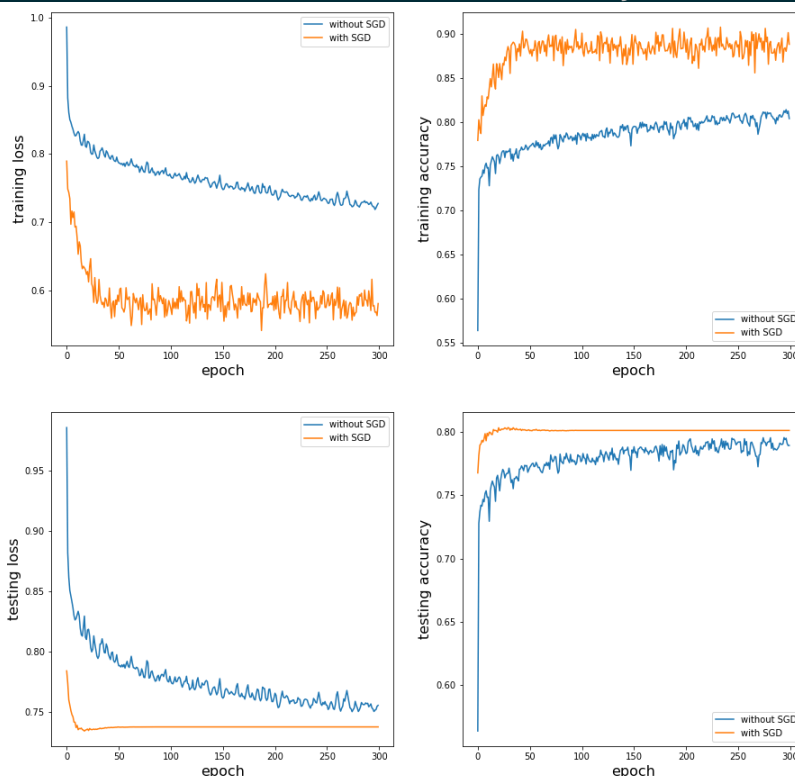 1.0
0.9
0.8
0.7
0.6
training loss
0 50 100 150 200 250 300
epoch
without SGD
with SGD
0.90
0.85
0.80
0.75
0.70
0.65
0.60
0.55
training accuracy
0 50 100 150 200 250 300
epoch
without SGD
with SGD
0.95
0.90
0.85
0.80
0.75
testing loss
0 50 100 150 200 250 300
epoch
without SGD
with SGD
0.80
0.75
0.70
0.65
0.60
testing accuracy
0 50 100 150 200 250 300
epoch
without SGD
with SGD